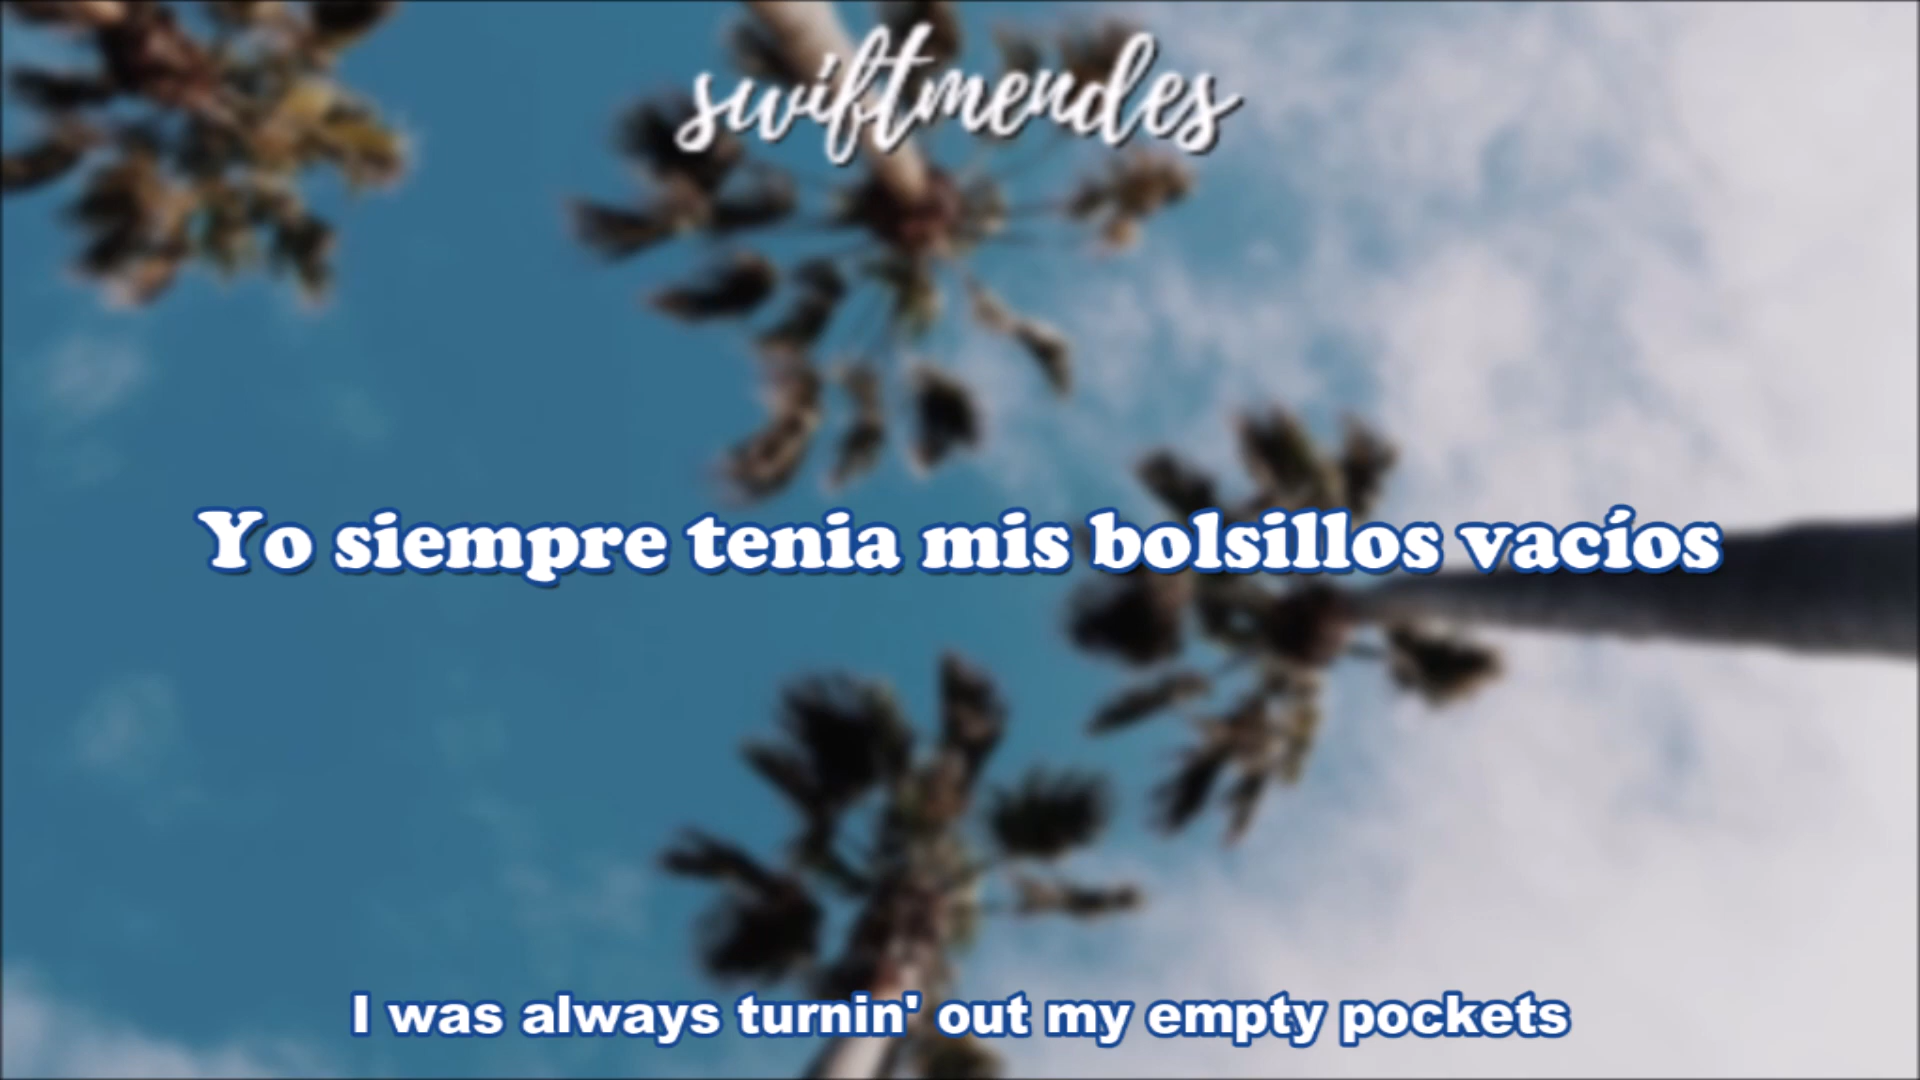 swiftmendes
Yo siempre tenia mis bolsillos vacíos
I was always turnin' out my empty pockets